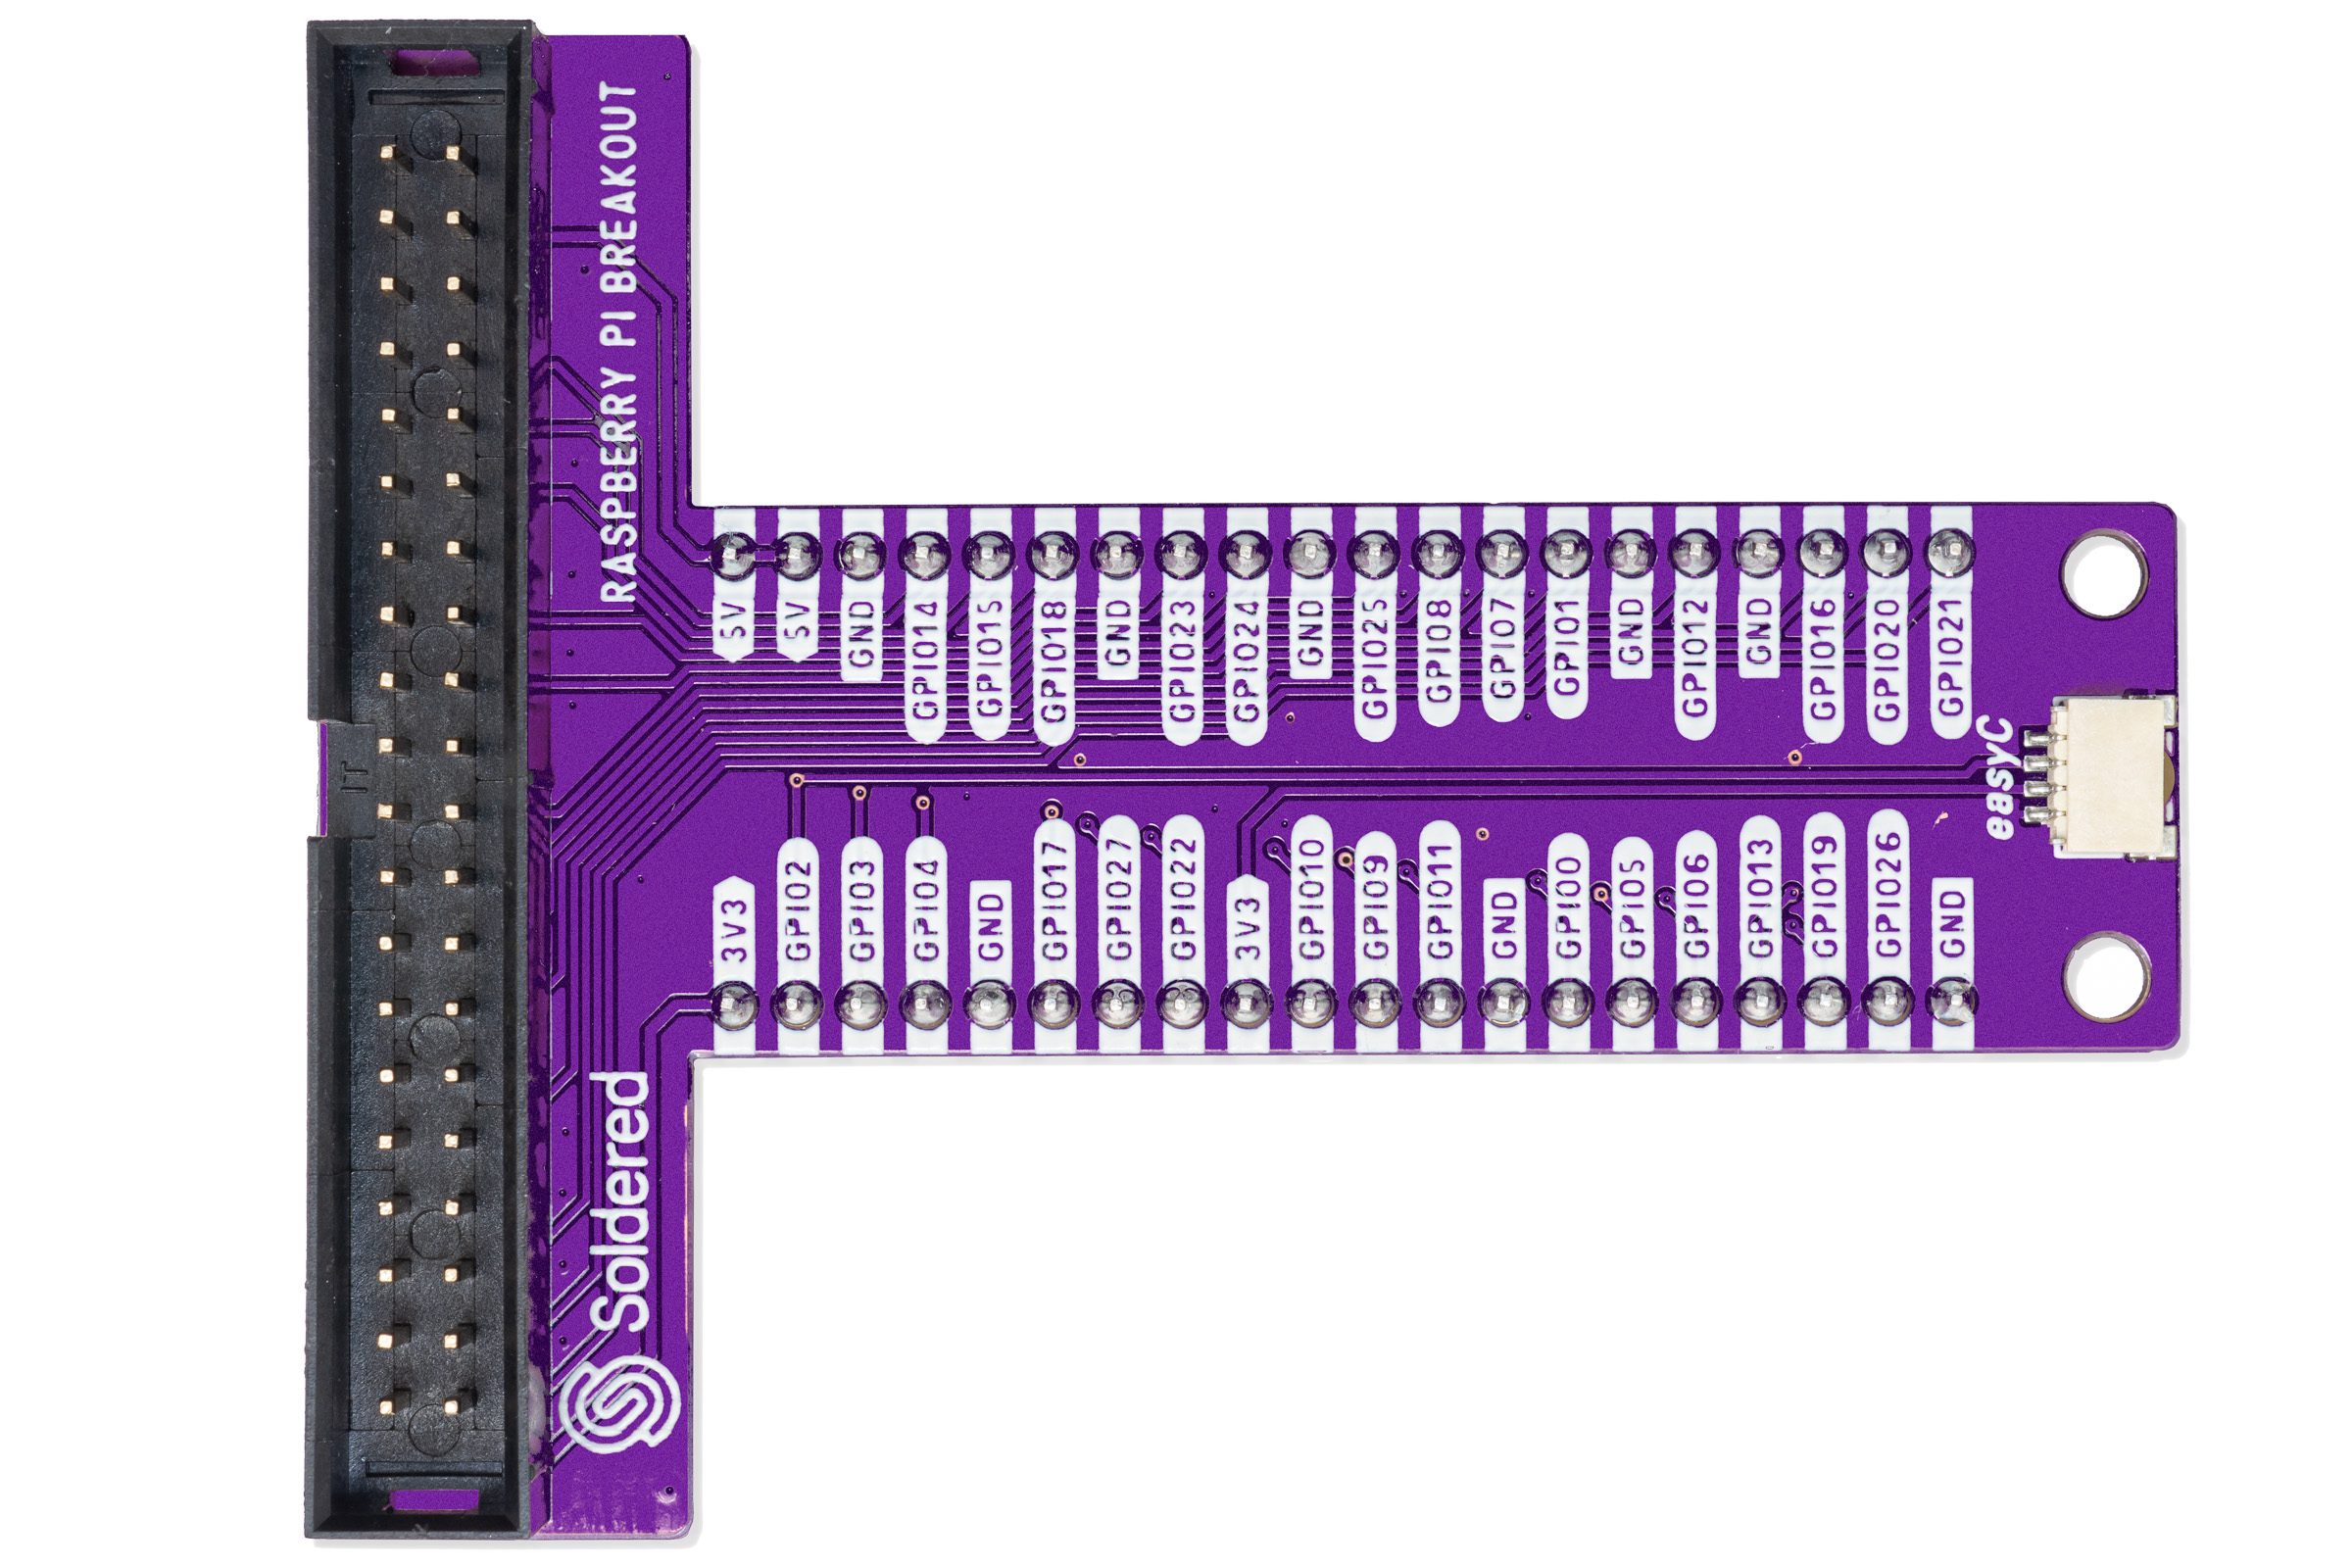 RASPBERRY PI BREAKOUT
5V
5V
GND
GPIO14
GPIO15
GPIO18
GND
GPIO23
GPIO24
GND
GPIO25
GPIO8
GPIO7
GPIO1
GND
GPIO12
GND
GPIO16
GPIO20
GPIO21
easyC
3V3
GPIO2
GPIO3
GPIO4
GND
GPIO17
GPIO27
GPIO22
3V3
GPIO10
GPIO9
GPIO11
GND
GPIO0
GPIO5
GPIO6
GPIO13
GPIO19
GPIO26
GND
Soldered